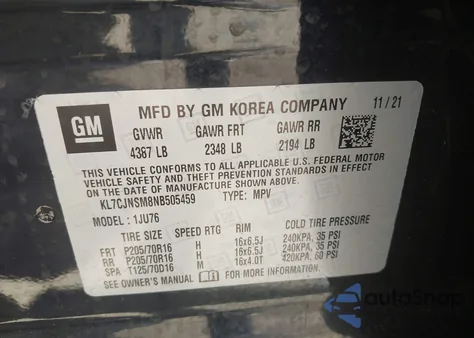 GM
MFD BY GM KOREA COMPANY
11/21
GVWR GAWR FRT GAWR RR
4387 LB 2348 LB 2194 LB
THIS VEHICLE CONFORMS TO ALL APPLICABLE U.S. FEDERAL MOTOR
VEHICLE SAFETY AND THEFT PREVENTION STANDARDS IN EFFECT ON
THE DATE OF MANUFACTURE SHOWN ABOVE.
KL7CJNSM8NB505459 TYPE: MPV
MODEL: 1JU76
TIRE SIZE SPEED RTG RIM COLD TIRE PRESSURE
FRT P205/70R16 H 16x6.5J 240KPA, 35 PSI
RR P205/70R16 H 16x6.5J 240KPA, 35 PSI
SPA T125/70D16 M 16x4.0T 420KPA, 60 PSI
SEE OWNER'S MANUAL FOR MORE INFORMATION.
AutoSnap